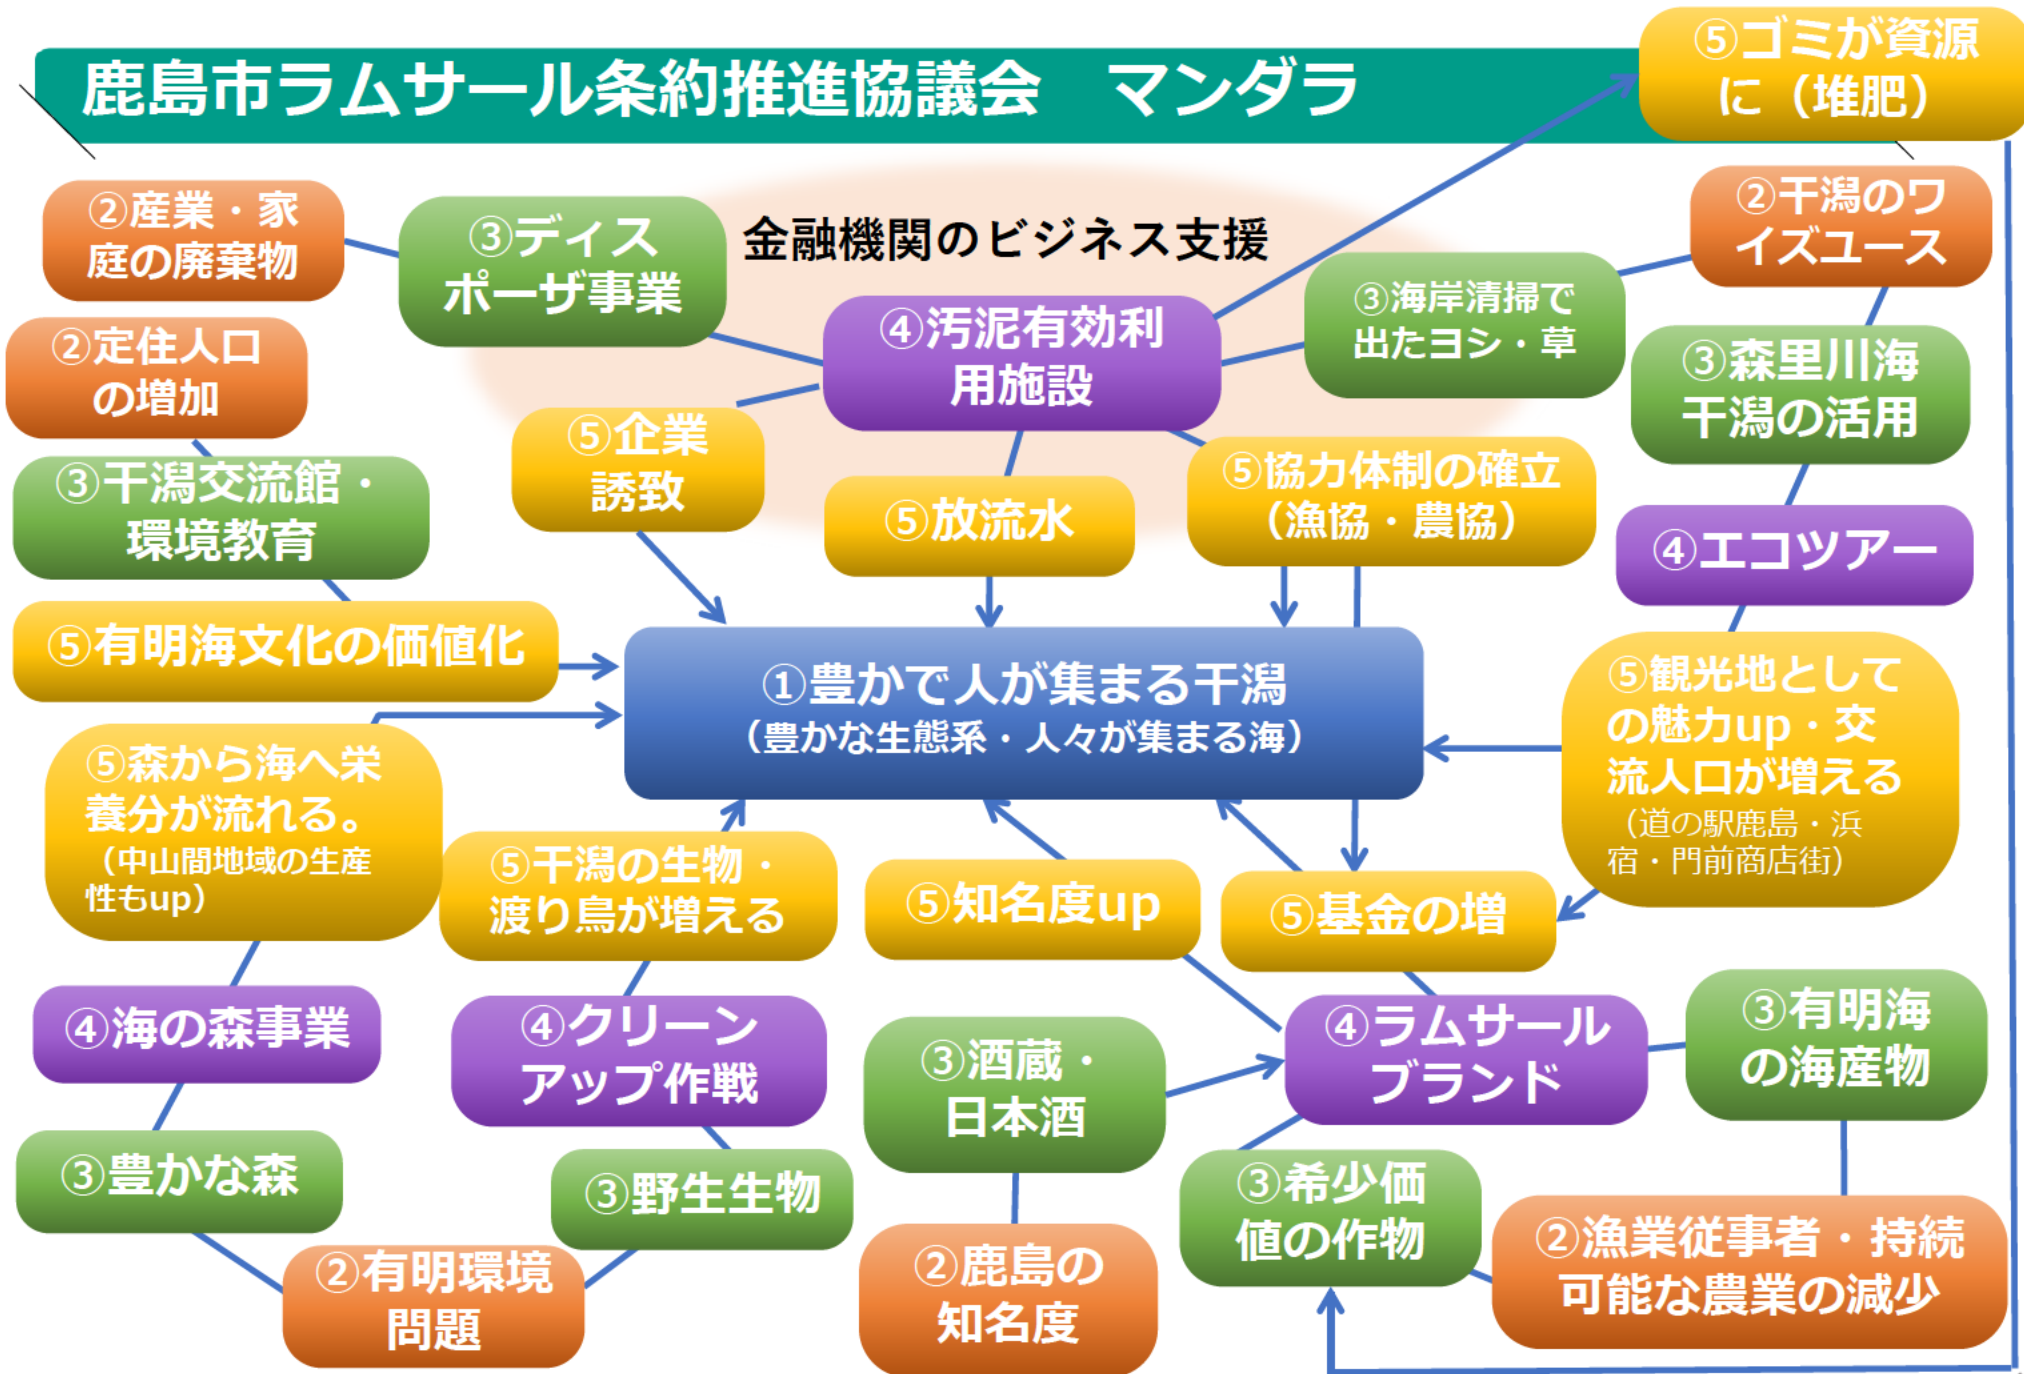 鹿島市ラムサール条約推進協議会　マンダラ
⑤ゴミが資源
に（堆肥）
②産業・家
庭の廃棄物
③ディス
ポーザ事業
金融機関のビジネス支援
②干潟のワ
イズユース
④汚泥有効利
用施設
③海岸清掃で
出たヨシ・草
②定住人口
の増加
③森里川海
干潟の活用
⑤企業
誘致
⑤放流水
⑤協力体制の確立
（漁協・農協）
③干潟交流館・
環境教育
④エコツアー
⑤有明海文化の価値化
①豊かで人が集まる干潟
（豊かな生態系・人々が集まる海）
⑤観光地として
の魅力up・交
流人口が増える
（道の駅鹿島・浜
宿・門前商店街）
⑤森から海へ栄
養分が流れる。
（中山間地域の生産
性もup）
⑤干潟の生物・
渡り鳥が増える
⑤知名度up
⑤基金の増
④海の森事業
④クリーン
アップ作戦
③酒蔵・
日本酒
④ラムサール
ブランド
③有明海
の海産物
③豊かな森
③野生生物
③希少価
値の作物
②有明環境
問題
②鹿島の
知名度
②漁業従事者・持続
可能な農業の減少